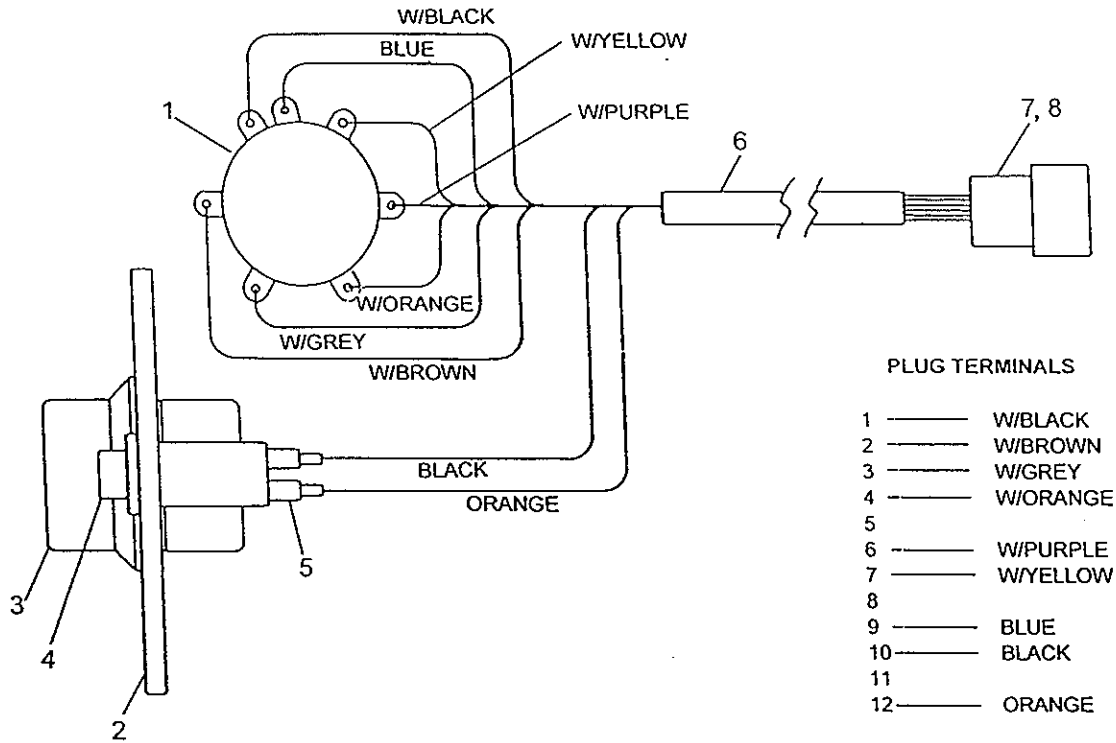 W/BLACK
BLUE
W/YELLOW
W/PURPLE
1
6
7, 8
W/ORANGE
W/GREY
W/BROWN
BLACK
ORANGE
5
3
4
2
PLUG TERMINALS
1 W/BLACK
2 W/BROWN
3 W/GREY
4 W/ORANGE
5
6 W/PURPLE
7 W/YELLOW
8
9 BLUE
10 BLACK
11
12 ORANGE